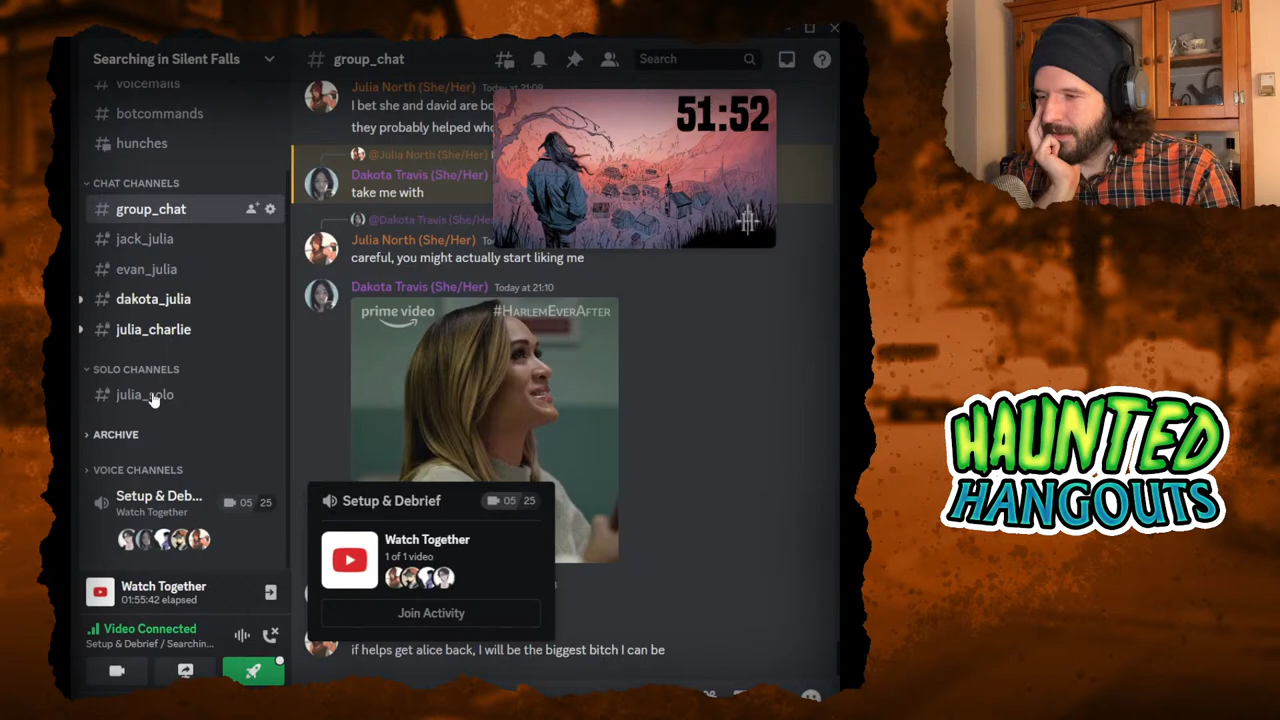 Searching in Silent Falls
voicemails
botcommands
hunches
CHAT CHANNELS
group_chat
jack_julia
evan_julia
dakota_julia
julia_charlie
SOLO CHANNELS
julia_solo
ARCHIVE
VOICE CHANNELS
Setup & Deb...
Watch Together
05 25
Watch Together
01:55:42 elapsed
Video Connected
Setup & Debrief / Searchin...
group_chat
Search
Julia North (She/Her) Today at 21:09
I bet she and david are
they probably helped
@Julia North (She/Her)
Dakota Travis (She/Her)
take me with
@Dakota Travis (She/Her)
Julia North (She/Her)
careful, you might actually start liking me
Dakota Travis (She/Her) Today at 21:10
prime video
#HARLEMEVERAFTER
51:52
Setup & Debrief
05 25
Watch Together
1 of 1 video
Join Activity
if helps get alice back, I will be the biggest bitch I can be
HAUNTED
HANGOUTS